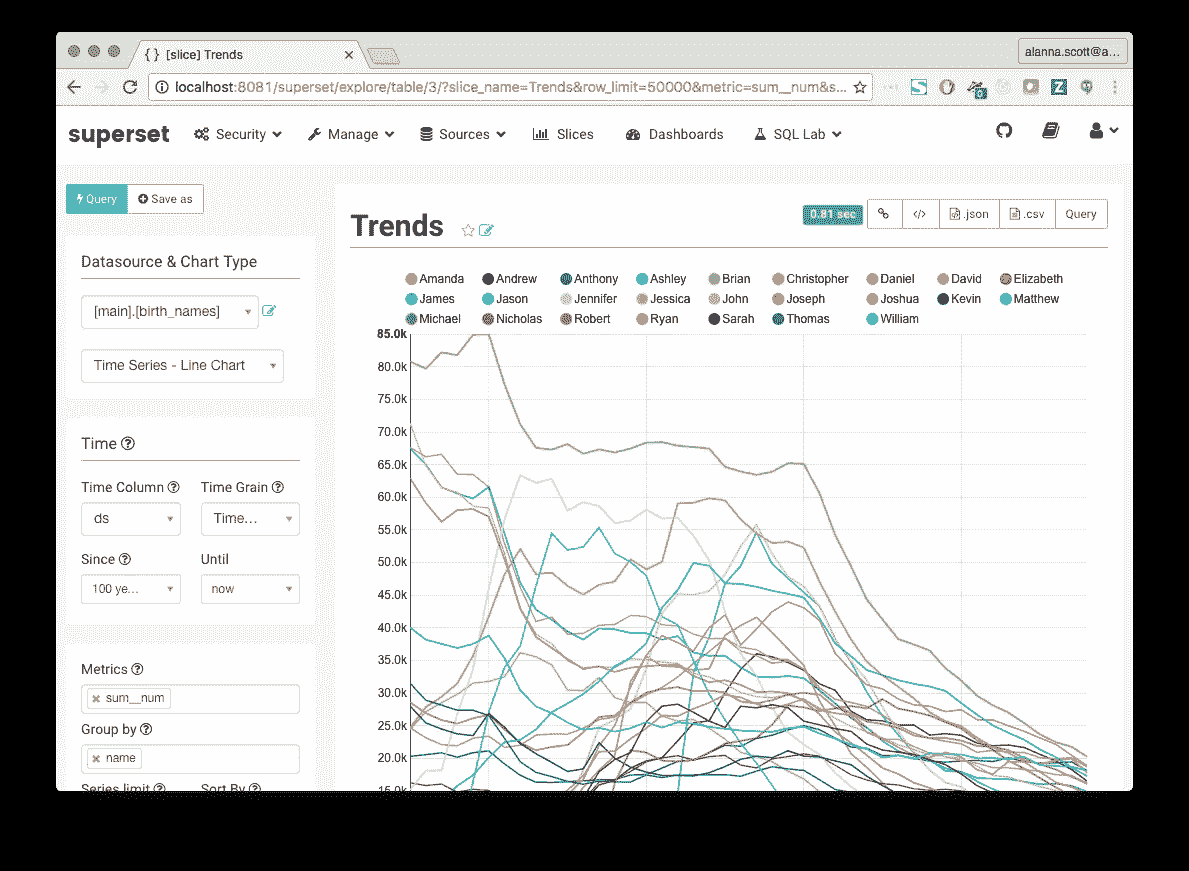 { } [slice] Trends
alanna.scott@a...
localhost:8081/superset/explore/table/3/?slice_name=Trends&row_limit=50000&metric=sum__num&s...
superset Security Manage Sources Slices Dashboards SQL Lab
Query Save as
Trends
0.81 sec </> .json .csv Query
Datasource & Chart Type
[main].[birth_names]
Time Series - Line Chart
Time
Time Column Time Grain
ds Time...
Since Until
100 ye... now
Metrics
sum__num
Group by
name
Series limit Sort By
Amanda Andrew Anthony Ashley Brian Christopher Daniel David Elizabeth
James Jason Jennifer Jessica John Joseph Joshua Kevin Matthew
Michael Nicholas Robert Ryan Sarah Thomas William
85.0k
80.0k
75.0k
70.0k
65.0k
60.0k
55.0k
50.0k
45.0k
40.0k
35.0k
30.0k
25.0k
20.0k
15.0k